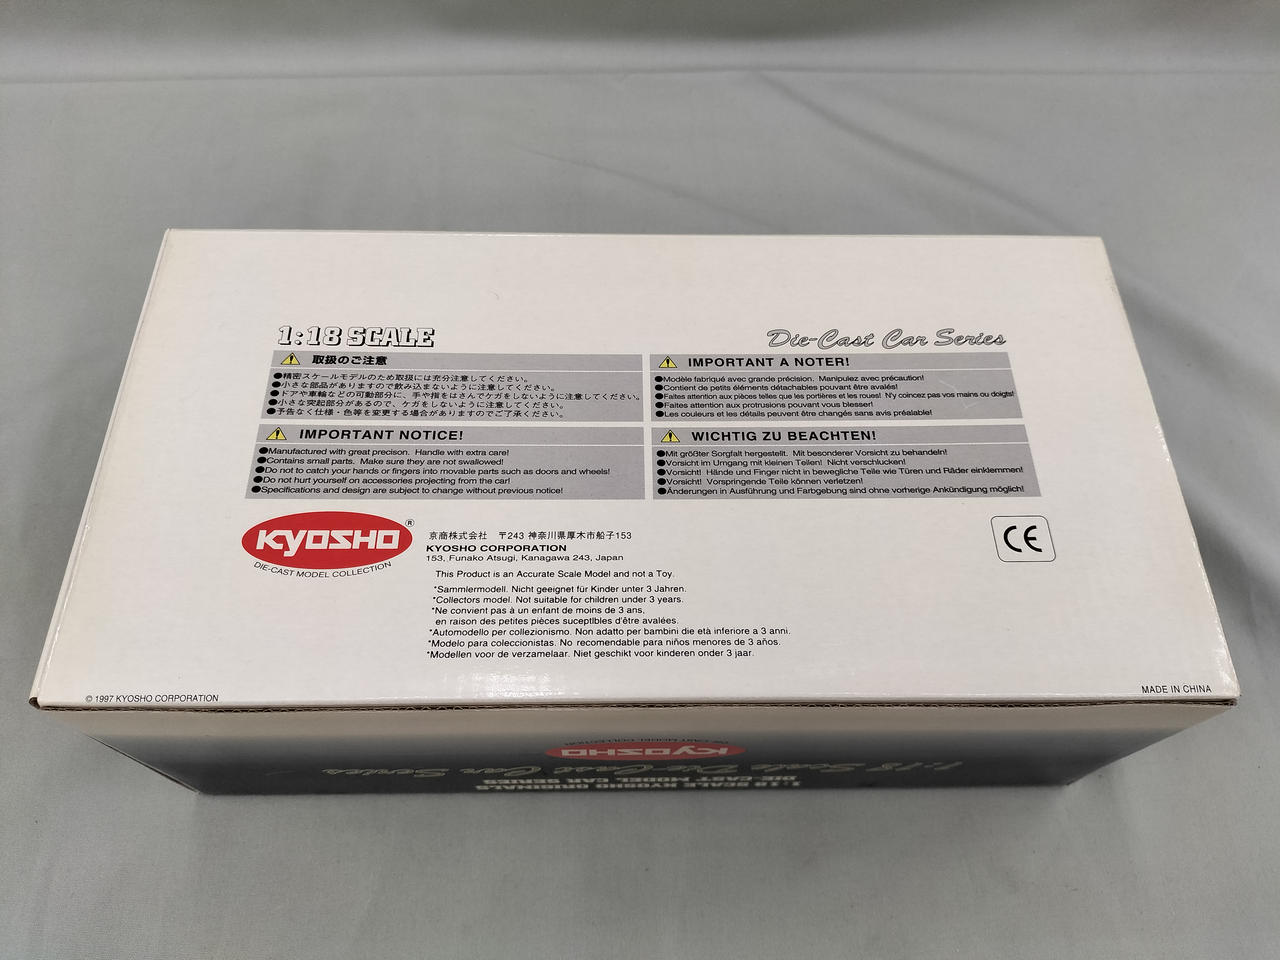 1:18 SCALE
Die-Cast Car Series
取扱のご注意
●精密スケールモデルのため取扱には充分注意してください。
●小さな部品がありますので飲み込まないように注意してください。
●ドアや車輪などの可動部分に、手や指をはさんでケガをしないように注意してください。
●小さな突起部分があるので、ケガをしないように注意してください。
●予告なく仕様・色等を変更する場合がありますのでご了承ください。
IMPORTANT A NOTER!
●Modèle fabriqué avec grande précision. Manipulez avec précaution!
●Contient de petits éléments détachables pouvant être avalés!
●Faites attention aux pièces telles que les portières et les roues! N'y coincez pas vos mains ou doigts!
●Faites attention aux protrusions pouvant vous blesser!
●Les couleurs et les détails peuvent être changés sans avis préalable!
IMPORTANT NOTICE!
●Manufactured with great precison. Handle with extra care!
●Contains small parts. Make sure they are not swallowed!
●Do not to catch your hands or fingers into movable parts such as doors and wheels!
●Do not hurt yourself on accessories projecting from the car!
●Specifications and design are subject to change without previous notice!
WICHTIG ZU BEACHTEN!
●Mit größter Sorgfalt hergestellt. Mit besonderer Vorsicht zu behandeln!
●Vorsicht im Umgang mit kleinen Teilen! Nicht verschlucken!
●Vorsicht! Hände und Finger nicht in bewegliche Teile wie Türen und Räder einklemmen!
●Vorsicht! Vorspringende Teile können verletzen!
●Änderungen in Ausführung und Farbgebung sind ohne vorherige Ankündigung möglich!
KYOSHO®
DIE-CAST MODEL COLLECTION
京商株式会社 〒243 神奈川県厚木市船子153
KYOSHO CORPORATION
153, Funako Atsugi, Kanagawa 243, Japan
CE
This Product is an Accurate Scale Model and not a Toy.
*Sammlermodell. Nicht geeignet für Kinder unter 3 Jahren.
*Collectors model. Not suitable for children under 3 years.
*Ne convient pas à un enfant de moins de 3 ans,
en raison des petites pièces suceptibles d'être avalées.
*Automodello per collezionismo. Non adatto per bambini die età inferiore a 3 anni.
*Modelo para coleccionistas. No recomendable para niños menores de 3 años.
*Modellen voor de verzamelaar. Niet geschikt voor kinderen onder 3 jaar.
© 1997 KYOSHO CORPORATION
MADE IN CHINA
DIE-CAST MODEL COLLECTION
KYOSHO
1:18 Scale Die Cast Car Series
DIE-CAST MODEL CAR SERIES
1:18 SCALE KYOSHO ORIGINALS